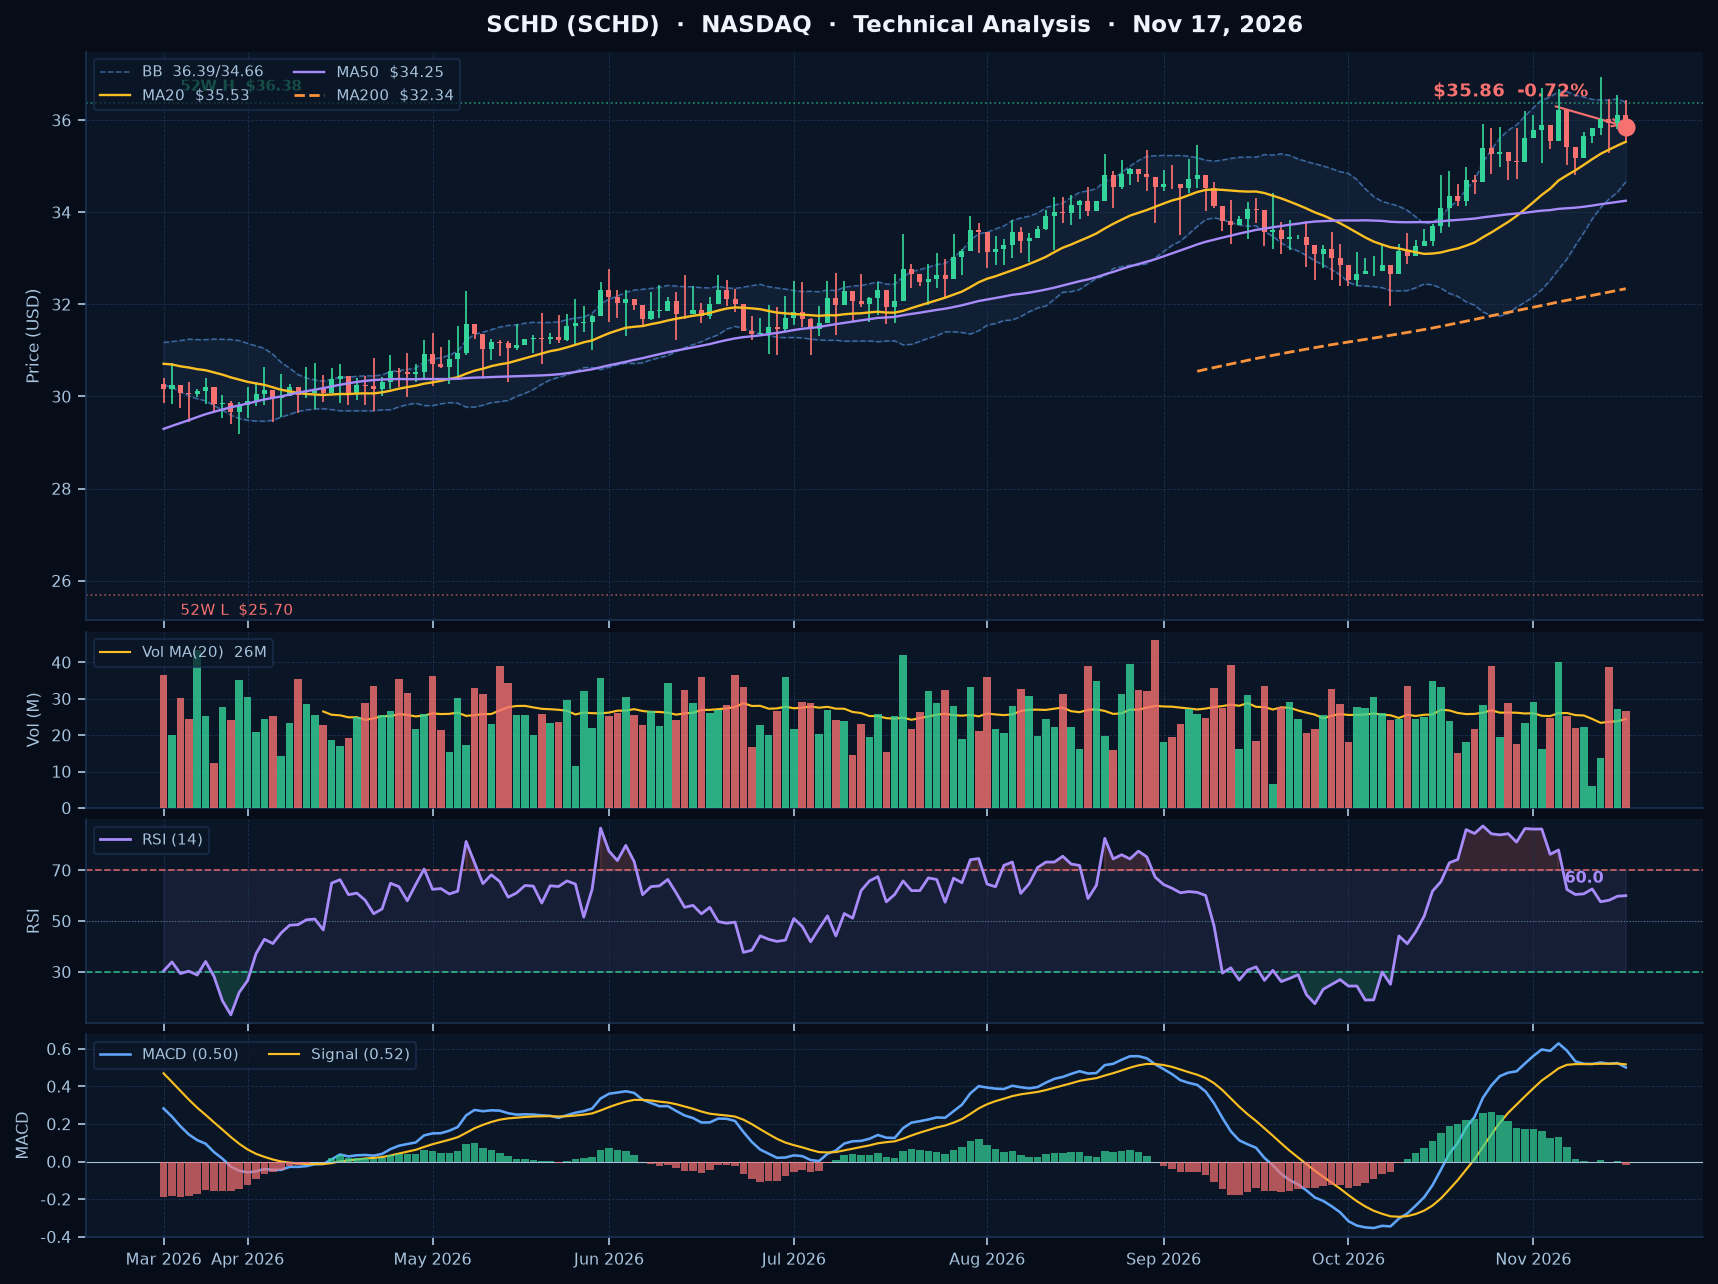 SCHD (SCHD)  ·  NASDAQ  ·  Technical Analysis  ·  Nov 17, 2026
BB  36.39/34.66
MA20  $35.53
MA50  $34.25
MA200  $32.34
52W H  $36.38
$35.86  -0.72%
52W L  $25.70
Price (USD)
36
34
32
30
28
26
Vol MA(20)  26M
Vol (M)
40
30
20
10
0
RSI (14)
RSI
70
50
30
60.0
MACD (0.50)
Signal (0.52)
MACD
0.6
0.4
0.2
0.0
-0.2
-0.4
Mar 2026
Apr 2026
May 2026
Jun 2026
Jul 2026
Aug 2026
Sep 2026
Oct 2026
Nov 2026